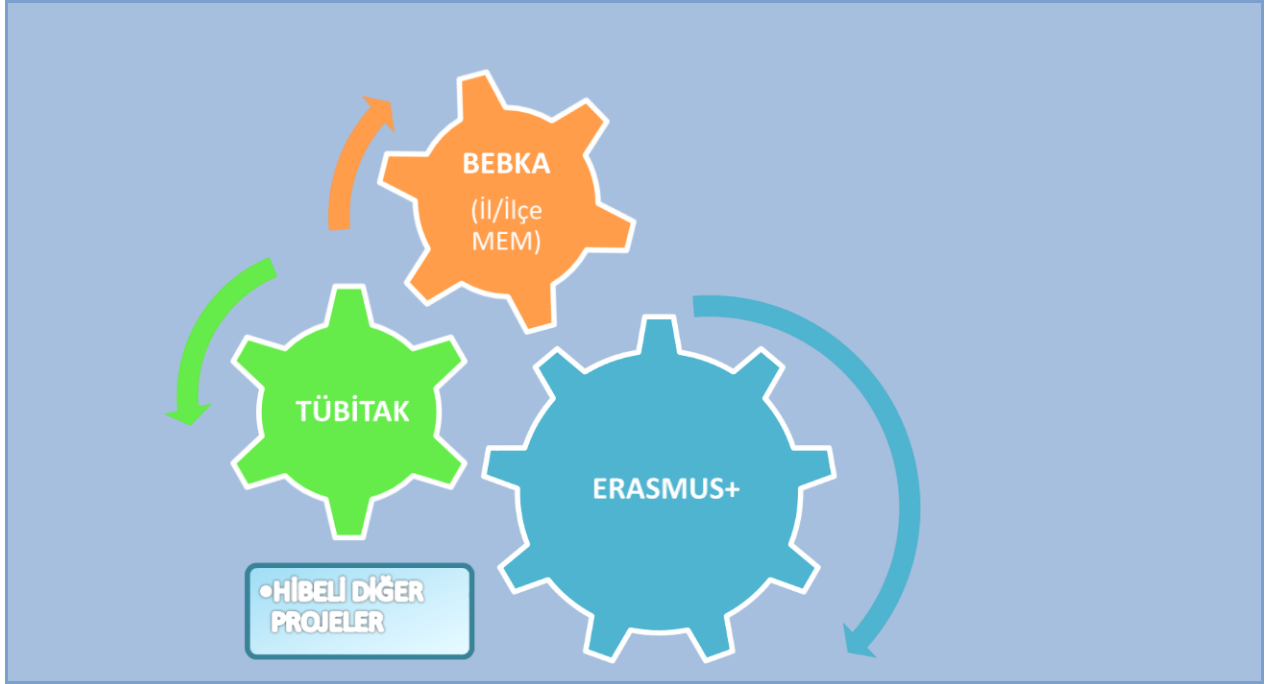 BEBKA
(İl/İlçe
MEM)
TÜBİTAK
ERASMUS+
•HİBELİ DİĞER
PROJELER